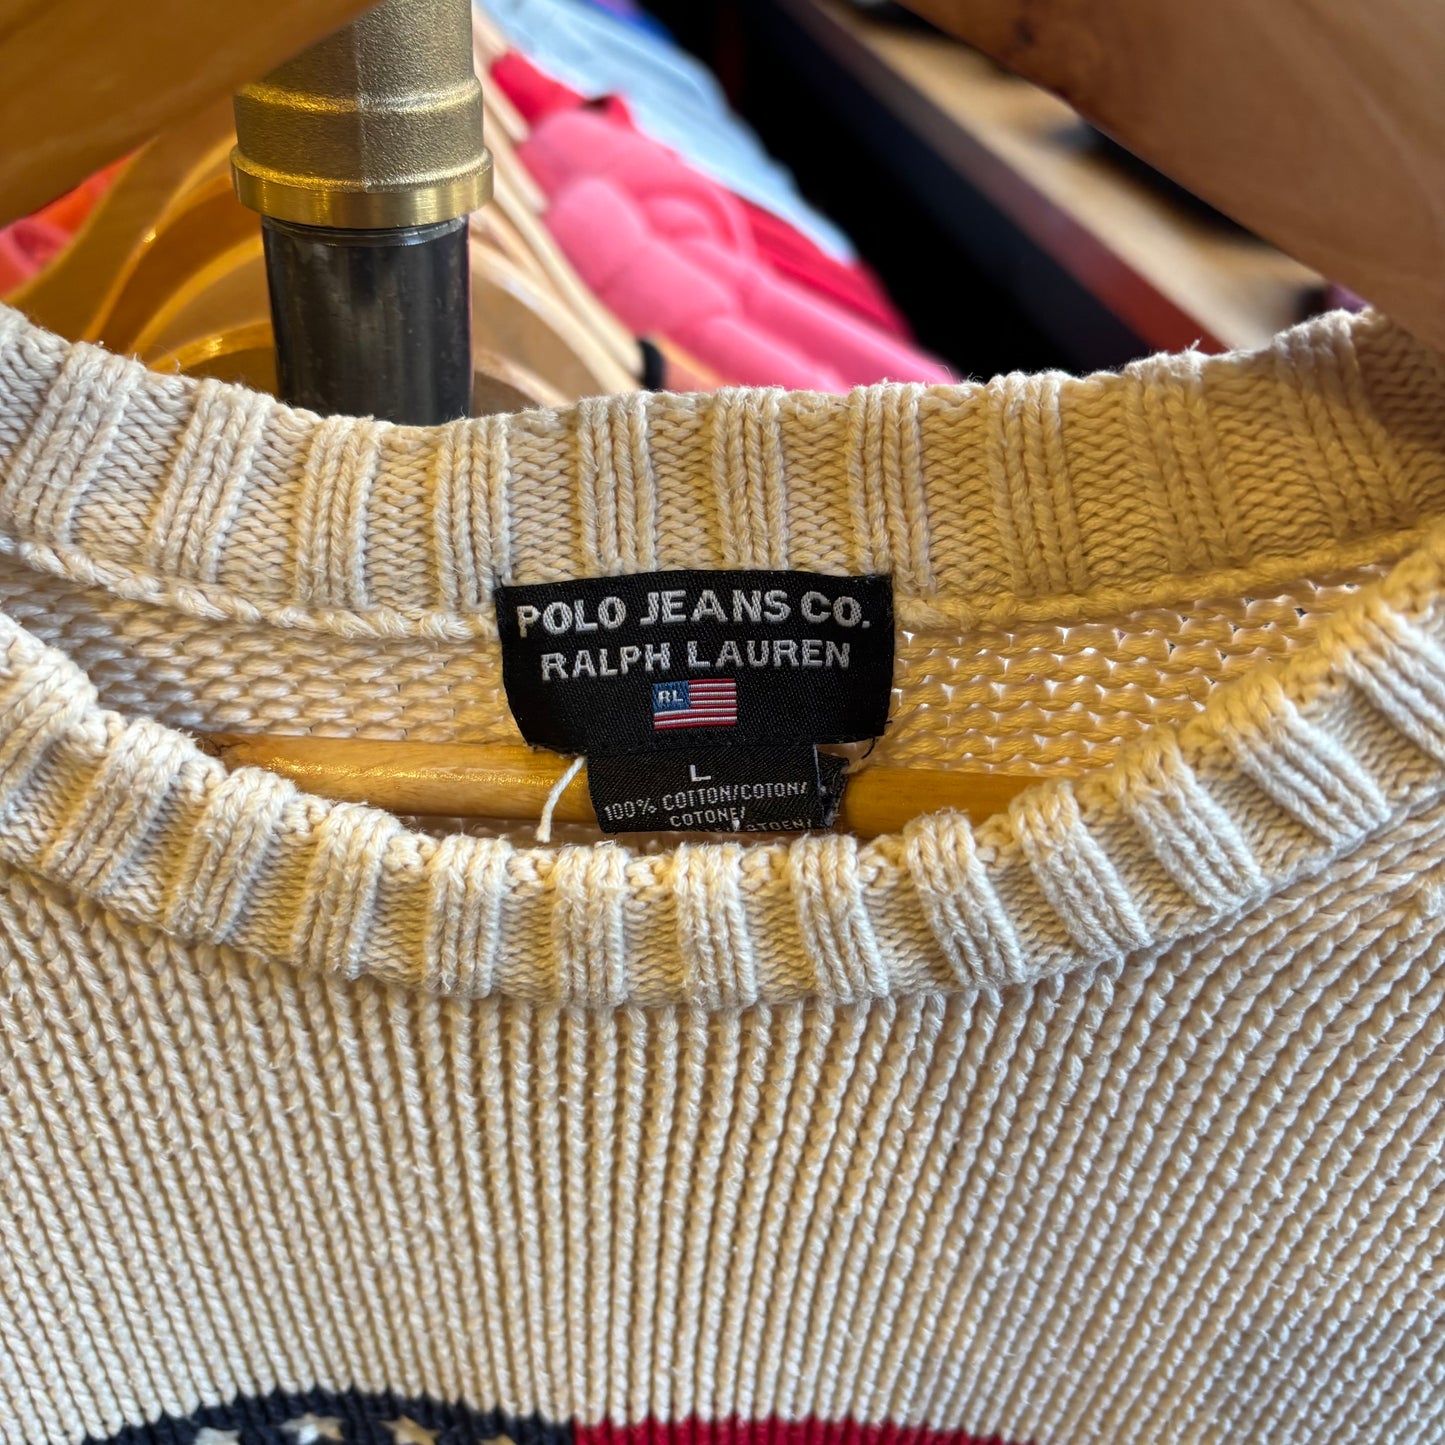 POLO JEANS CO.
RALPH LAUREN
RL
L
100% COTTON/COTON/
COTONE/